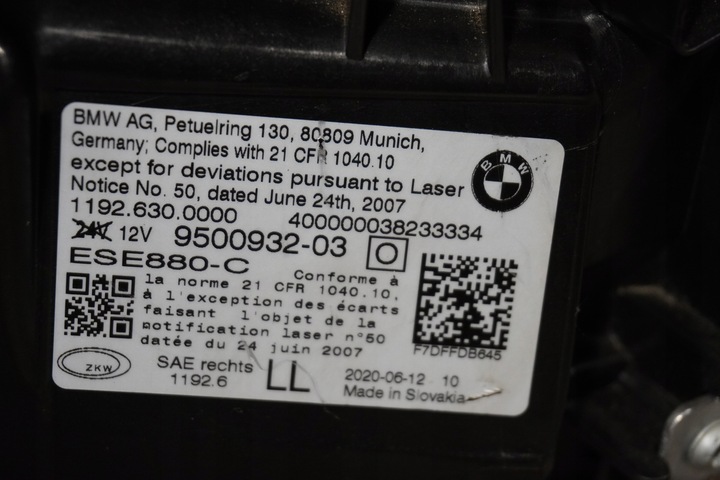 BMW AG, Petuelring 130, 80809 Munich,
Germany; Complies with 21 CFR 1040.10
except for deviations pursuant to Laser
Notice No. 50, dated June 24th, 2007
BMW
1192.630.0000 400000038233334
24V 12V 9500932-03 O
ESE880-C
Conforme à
la norme 21 CFR 1040.10,
à l'exception des écarts
faisant l'objet de la
notification laser n°50
datée du 24 juin 2007
F7DFFDB645
ZKW
SAE rechts
1192.6
LL
2020-06-12 10
Made in Slovakia